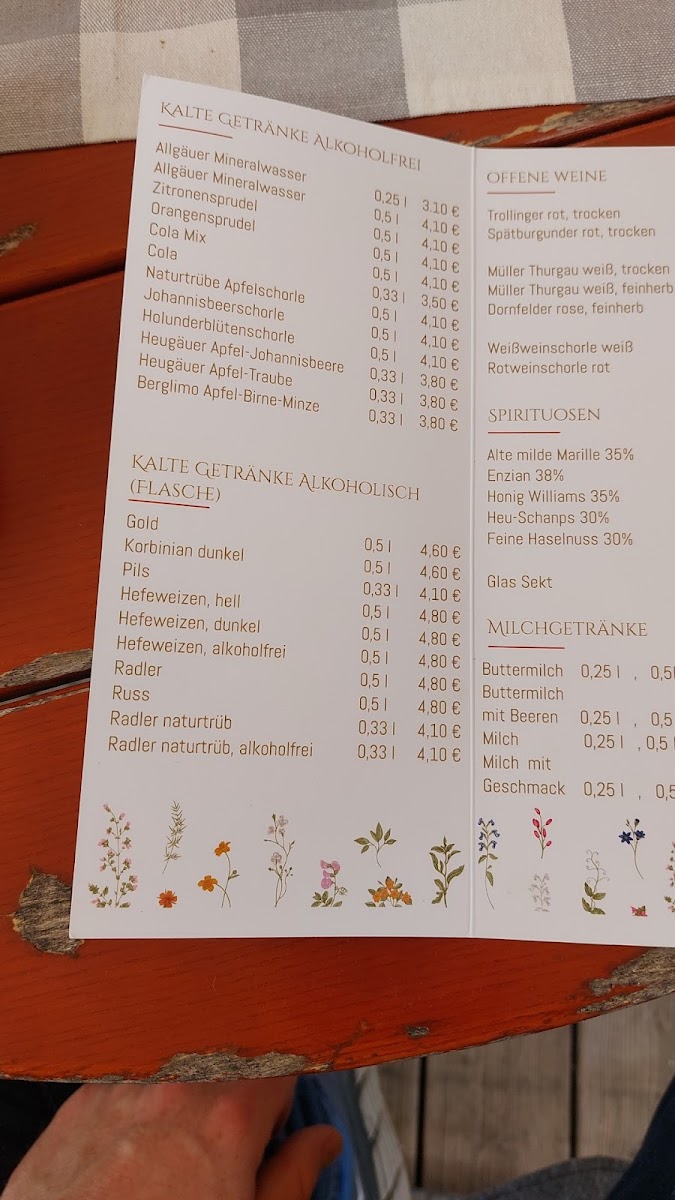 Kalte Getränke Alkoholfrei
Allgäuer Mineralwasser 0,25 l 3.10 €
Allgäuer Mineralwasser 0,5 l 4,10 €
Zitronensprudel 0,5 l 4,10 €
Orangensprudel 0,5 l 4,10 €
Cola Mix 0,5 l 4,10 €
Cola 0,33 l 3,50 €
Naturtrübe Apfelschorle 0,5 l 4,10 €
Johannisbeerschorle 0,5 l 4,10 €
Holunderblütenschorle 0,5 l 4,10 €
Heugäuer Apfel-Johannisbeere 0,33 l 3,80 €
Heugäuer Apfel-Traube 0,33 l 3,80 €
Berglimo Apfel-Birne-Minze 0,33 l 3,80 €
Kalte Getränke Alkoholisch
(Flasche)
Gold 0,5 l 4,60 €
Korbinian dunkel 0,5 l 4,60 €
Pils 0,33 l 4,10 €
Hefeweizen, hell 0,5 l 4,80 €
Hefeweizen, dunkel 0,5 l 4,80 €
Hefeweizen, alkoholfrei 0,5 l 4,80 €
Radler 0,5 l 4,80 €
Russ 0,5 l 4,80 €
Radler naturtrüb 0,33 l 4,10 €
Radler naturtrüb, alkoholfrei 0,33 l 4,10 €
Offene Weine
Trollinger rot, trocken
Spätburgunder rot, trocken
Müller Thurgau weiß, trocken
Müller Thurgau weiß, feinherb
Dornfelder rose, feinherb
Weißweinschorle weiß
Rotweinschorle rot
Spirituosen
Alte milde Marille 35%
Enzian 38%
Honig Williams 35%
Heu-Schanps 30%
Feine Haselnuss 30%
Glas Sekt
Milchgetränke
Buttermilch 0,25 l , 0,5l
Buttermilch
mit Beeren 0,25 l , 0,5
Milch 0,25 l , 0,5 l
Milch mit
Geschmack 0,25 l , 0,5